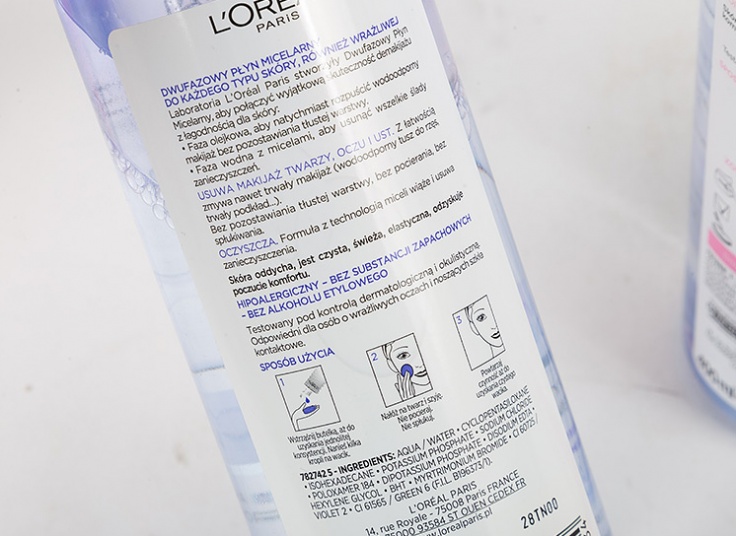 L'ORÉA
PARIS
DWUFAZOWY PŁYN MICELARN
DO KAŻDEGO TYPU SKÓRY, RÓWNIEŻ WRAŻLIWEJ
Laboratoria L'Oréal Paris stworzyły Dwufazowy Płyn
Micelarny, aby połączyć wyjątkową skuteczność demakijażu
z łagodnością dla skóry:
• Faza olejkowa, aby natychmiast rozpuścić wodoodporny
makijaż bez pozostawiania tłustej warstwy.
• Faza wodna z micelami, aby usunąć wszelkie ślady
zanieczyszczeń.
USUWA MAKIJAŻ TWARZY, OCZU I UST. Z łatwością
zmywa nawet trwały makijaż (wodoodporny tusz do rzęs,
trwały podkład...).
Bez pozostawiania tłustej warstwy, bez pocierania, bez
spłukiwania.
OCZYSZCZA. Formuła z technologią miceli wiąże i usuwa
zanieczyszczenia.
Skóra oddycha, jest czysta, świeża, elastyczna, odzyskuje
poczucie komfortu.
HIPOALERGICZNY – BEZ SUBSTANCJI ZAPACHOWYCH
– BEZ ALKOHOLU ETYLOWEGO
Testowany pod kontrolą dermatologiczną i okulistyczną.
Odpowiedni dla osób o wrażliwych oczach i noszących szkła
kontaktowe.
SPOSÓB UŻYCIA
1
Wstrząśnij butelką, aż do
uzyskania jednolitej
konsystencji. Nanieś kilka
kropli na wacik.
2
Nałóż na twarz i szyję.
Nie pocieraj.
Nie spłukuj.
3
Powtarzaj
czynność aż do
uzyskania czystego
wacika.
782742 5 - INGREDIENTS: AQUA / WATER • CYCLOPENTASILOXANE
• ISOHEXADECANE • POTASSIUM PHOSPHATE • SODIUM CHLORIDE
• POLOXAMER 184 • DIPOTASSIUM PHOSPHATE • DISODIUM EDTA •
HEXYLENE GLYCOL • BHT • MYRTRIMONIUM BROMIDE • CI 60725 /
VIOLET 2 • CI 61565 / GREEN 6 (F.I.L. B196373/1).
L'ORÉAL PARIS
14, rue Royale - 75008 Paris FRANCE
75000 93584 ST OUEN CEDEX FR
www.lorealparis.pl
28TN00